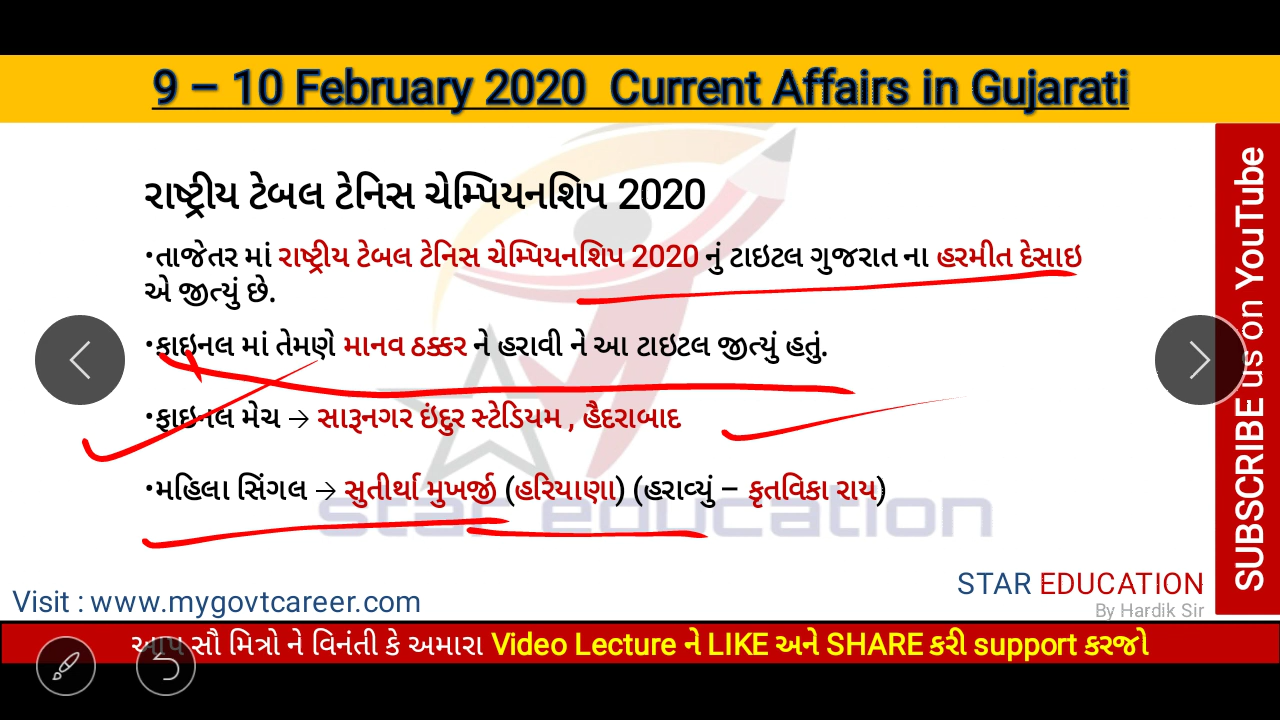 9 – 10 February 2020 Current Affairs in Gujarati
રાષ્ટ્રીય ટેબલ ટેનિસ ચેમ્પિયનશિપ 2020
•તાજેતર માં રાષ્ટ્રીય ટેબલ ટેનિસ ચેમ્પિયનશિપ 2020 નું ટાઇટલ ગુજરાત ના હરમીત દેસાઇ
એ જીત્યું છે.
•ફાઇનલ માં તેમણે માનવ ઠક્કર ને હરાવી ને આ ટાઇટલ જીત્યું હતું.
•ફાઇનલ મેચ → સારૂનગર ઇંદુર સ્ટેડિયમ , હૈદરાબાદ
•મહિલા સિંગલ → સુતીર્થા મુખર્જી (હરિયાણા) (હરાવ્યું – કૃતવિકા રાય)
star education
SUBSCRIBE us on YouTube
STAR EDUCATION
By Hardik Sir
Visit : www.mygovtcareer.com
આપ સૌ મિત્રો ને વિનંતી કે અમારા Video Lecture ને LIKE અને SHARE કરી support કરજો